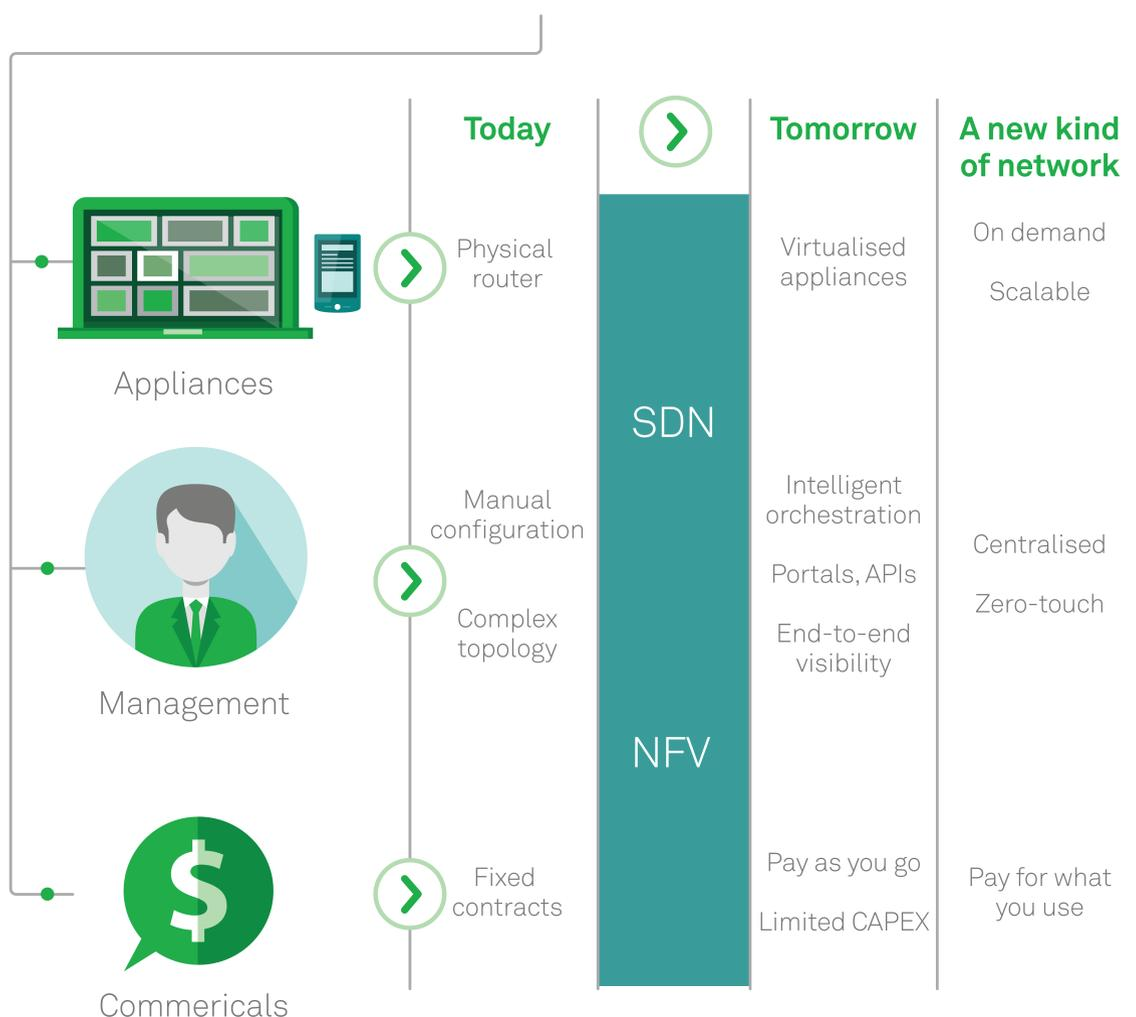 Today
Tomorrow
A new kind
of network
Physical
router
Virtualised
appliances
On demand
Scalable
Appliances
SDN
Manual
configuration
Complex
topology
Intelligent
orchestration
Portals, APIs
End-to-end
visibility
Centralised
Zero-touch
Management
NFV
$
Fixed
contracts
Pay as you go
Limited CAPEX
Pay for what
you use
Commericals